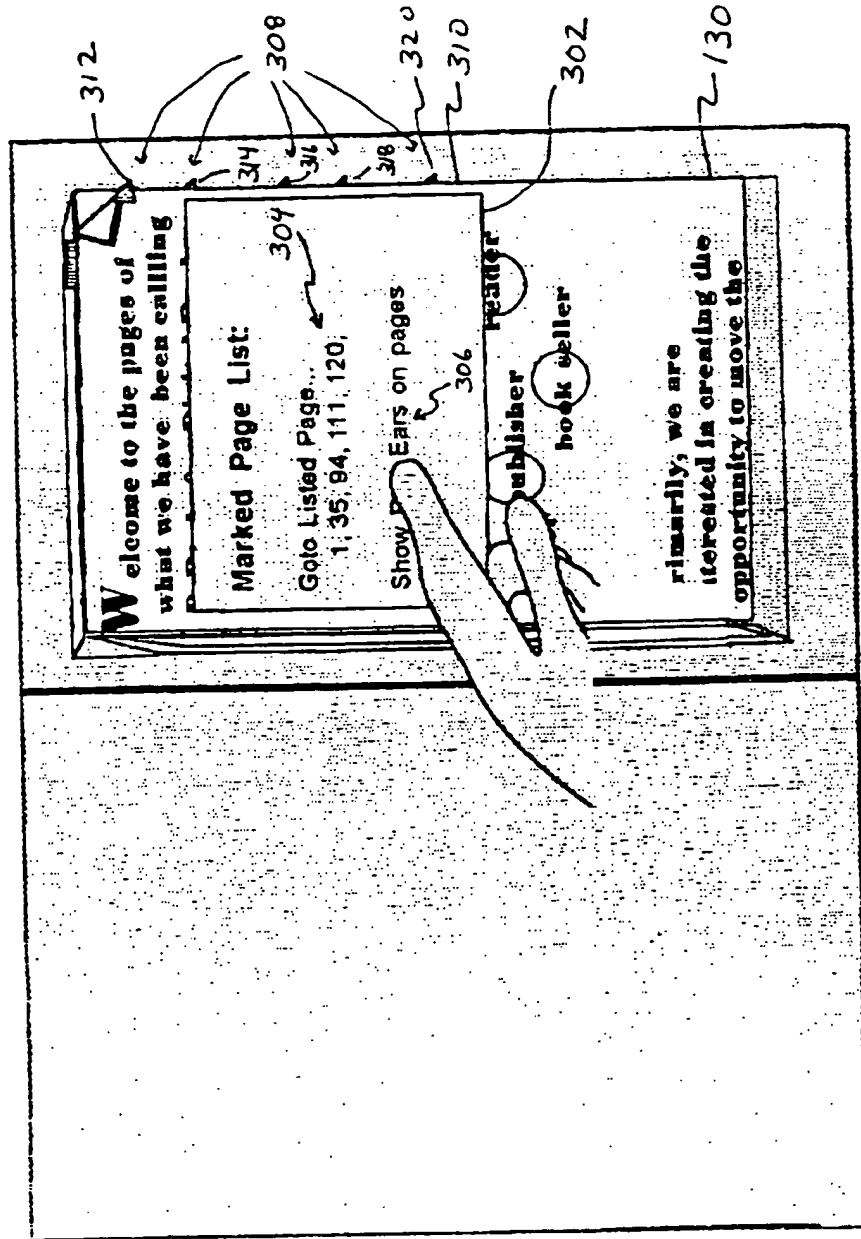 312
308
320
310
302
130
314
316
318
Welcome to the pages of
what we have been callling
Marked Page List:
304
Goto Listed Page...
1, 35, 94, 111, 120,
Show Ears on pages
306
reader
publisher
book seller
rimarily, we are
iterested in creating the
opportunity to move the